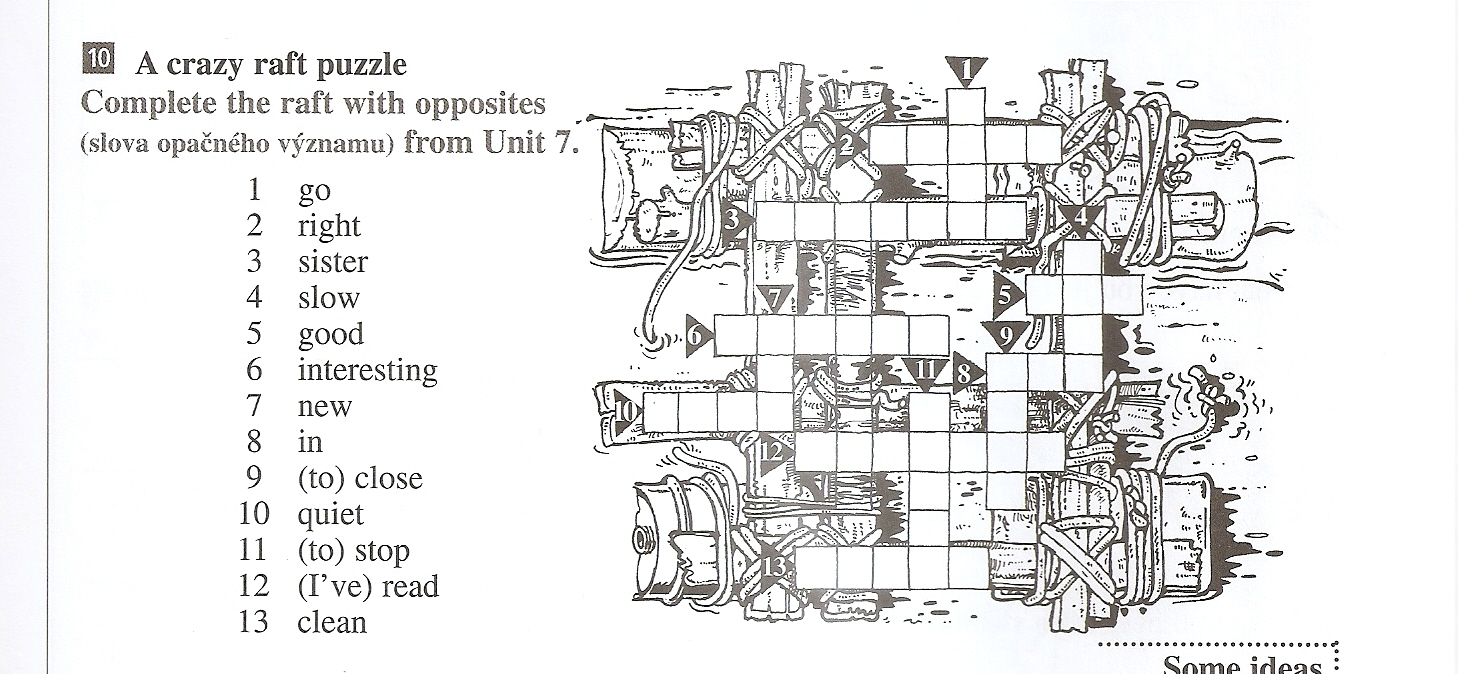 10 A crazy raft puzzle
Complete the raft with opposites
(slova opačného významu) from Unit 7.
1 go
2 right
3 sister
4 slow
5 good
6 interesting
7 new
8 in
9 (to) close
10 quiet
11 (to) stop
12 (I've) read
13 clean
1
2
3
4
5
7
6
9
11
8
10
12
13
Some ideas